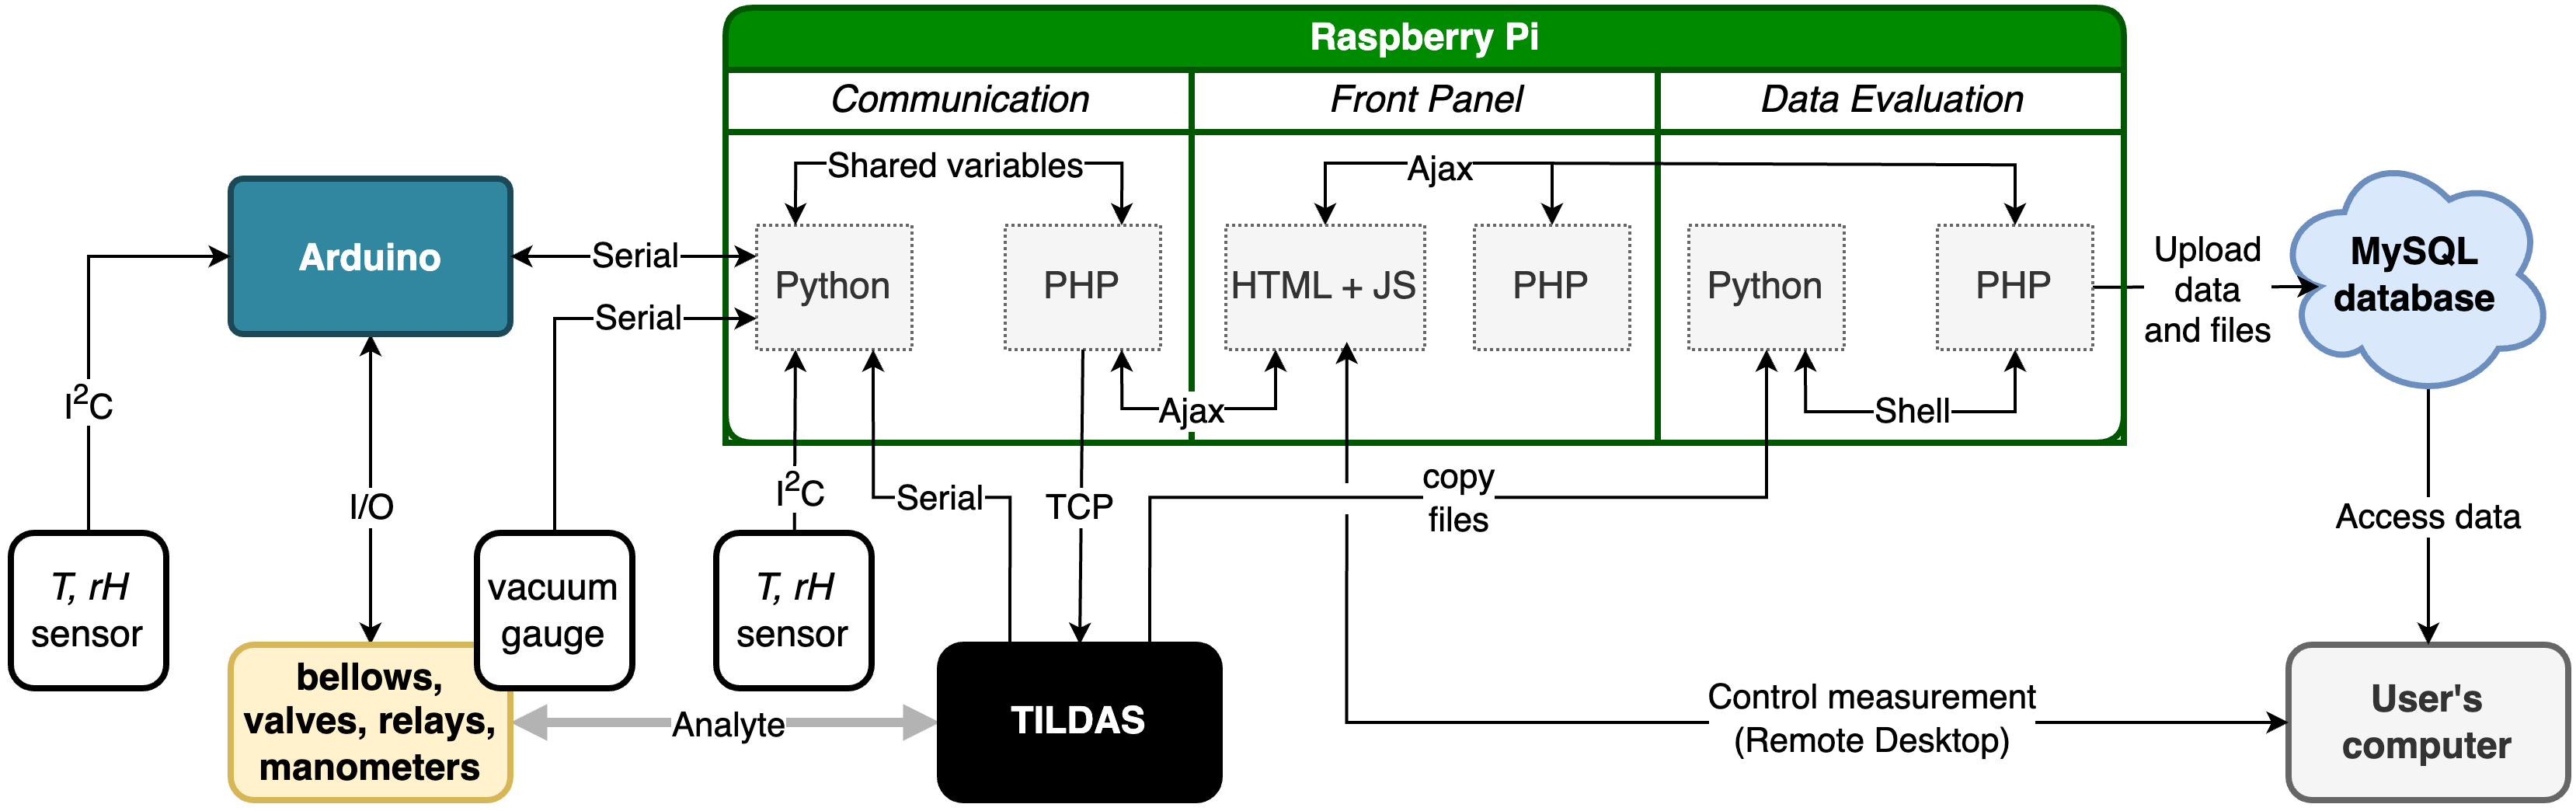 Raspberry Pi
Communication
Front Panel
Data Evaluation
Shared variables
Ajax
Arduino
Serial
Serial
Python
PHP
HTML + JS
PHP
Python
PHP
Upload
data
and files
MySQL
database
I²C
Ajax
Shell
I/O
I²C
Serial
TCP
copy
files
Access data
T, rH
sensor
vacuum
gauge
T, rH
sensor
bellows,
valves, relays,
manometers
Analyte
TILDAS
Control measurement
(Remote Desktop)
User's
computer